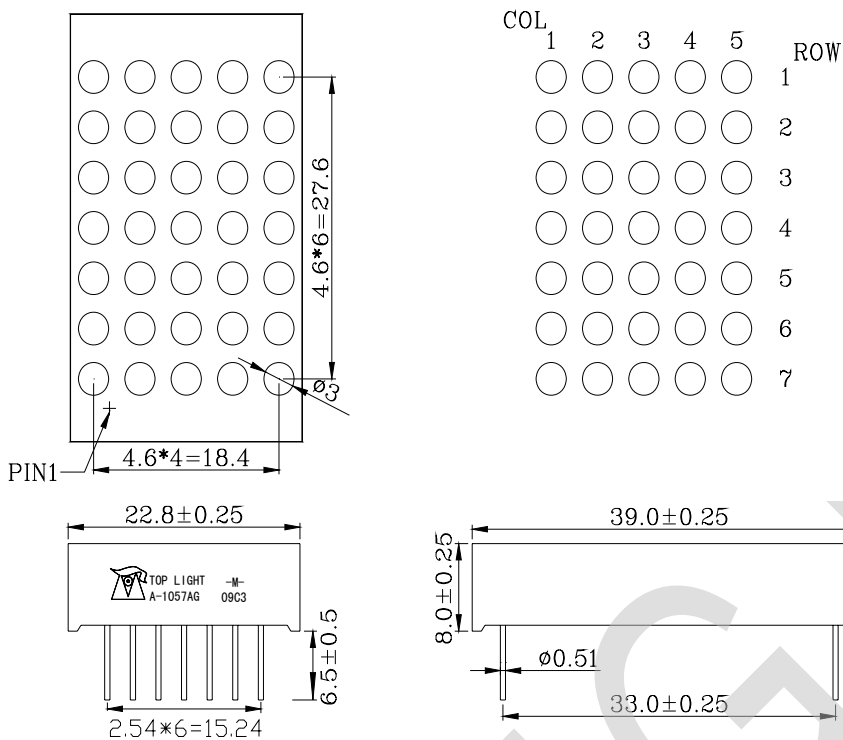 COL
1 2 3 4 5
ROW
1
2
3
4
5
6
7
4.6*6=27.6
ø3
PIN1
4.6*4=18.4
22.8±0.25
TOP LIGHT -M-
A-1057AG 09C3
6.5±0.5
2.54*6=15.24
39.0±0.25
8.0±0.25
ø0.51
33.0±0.25